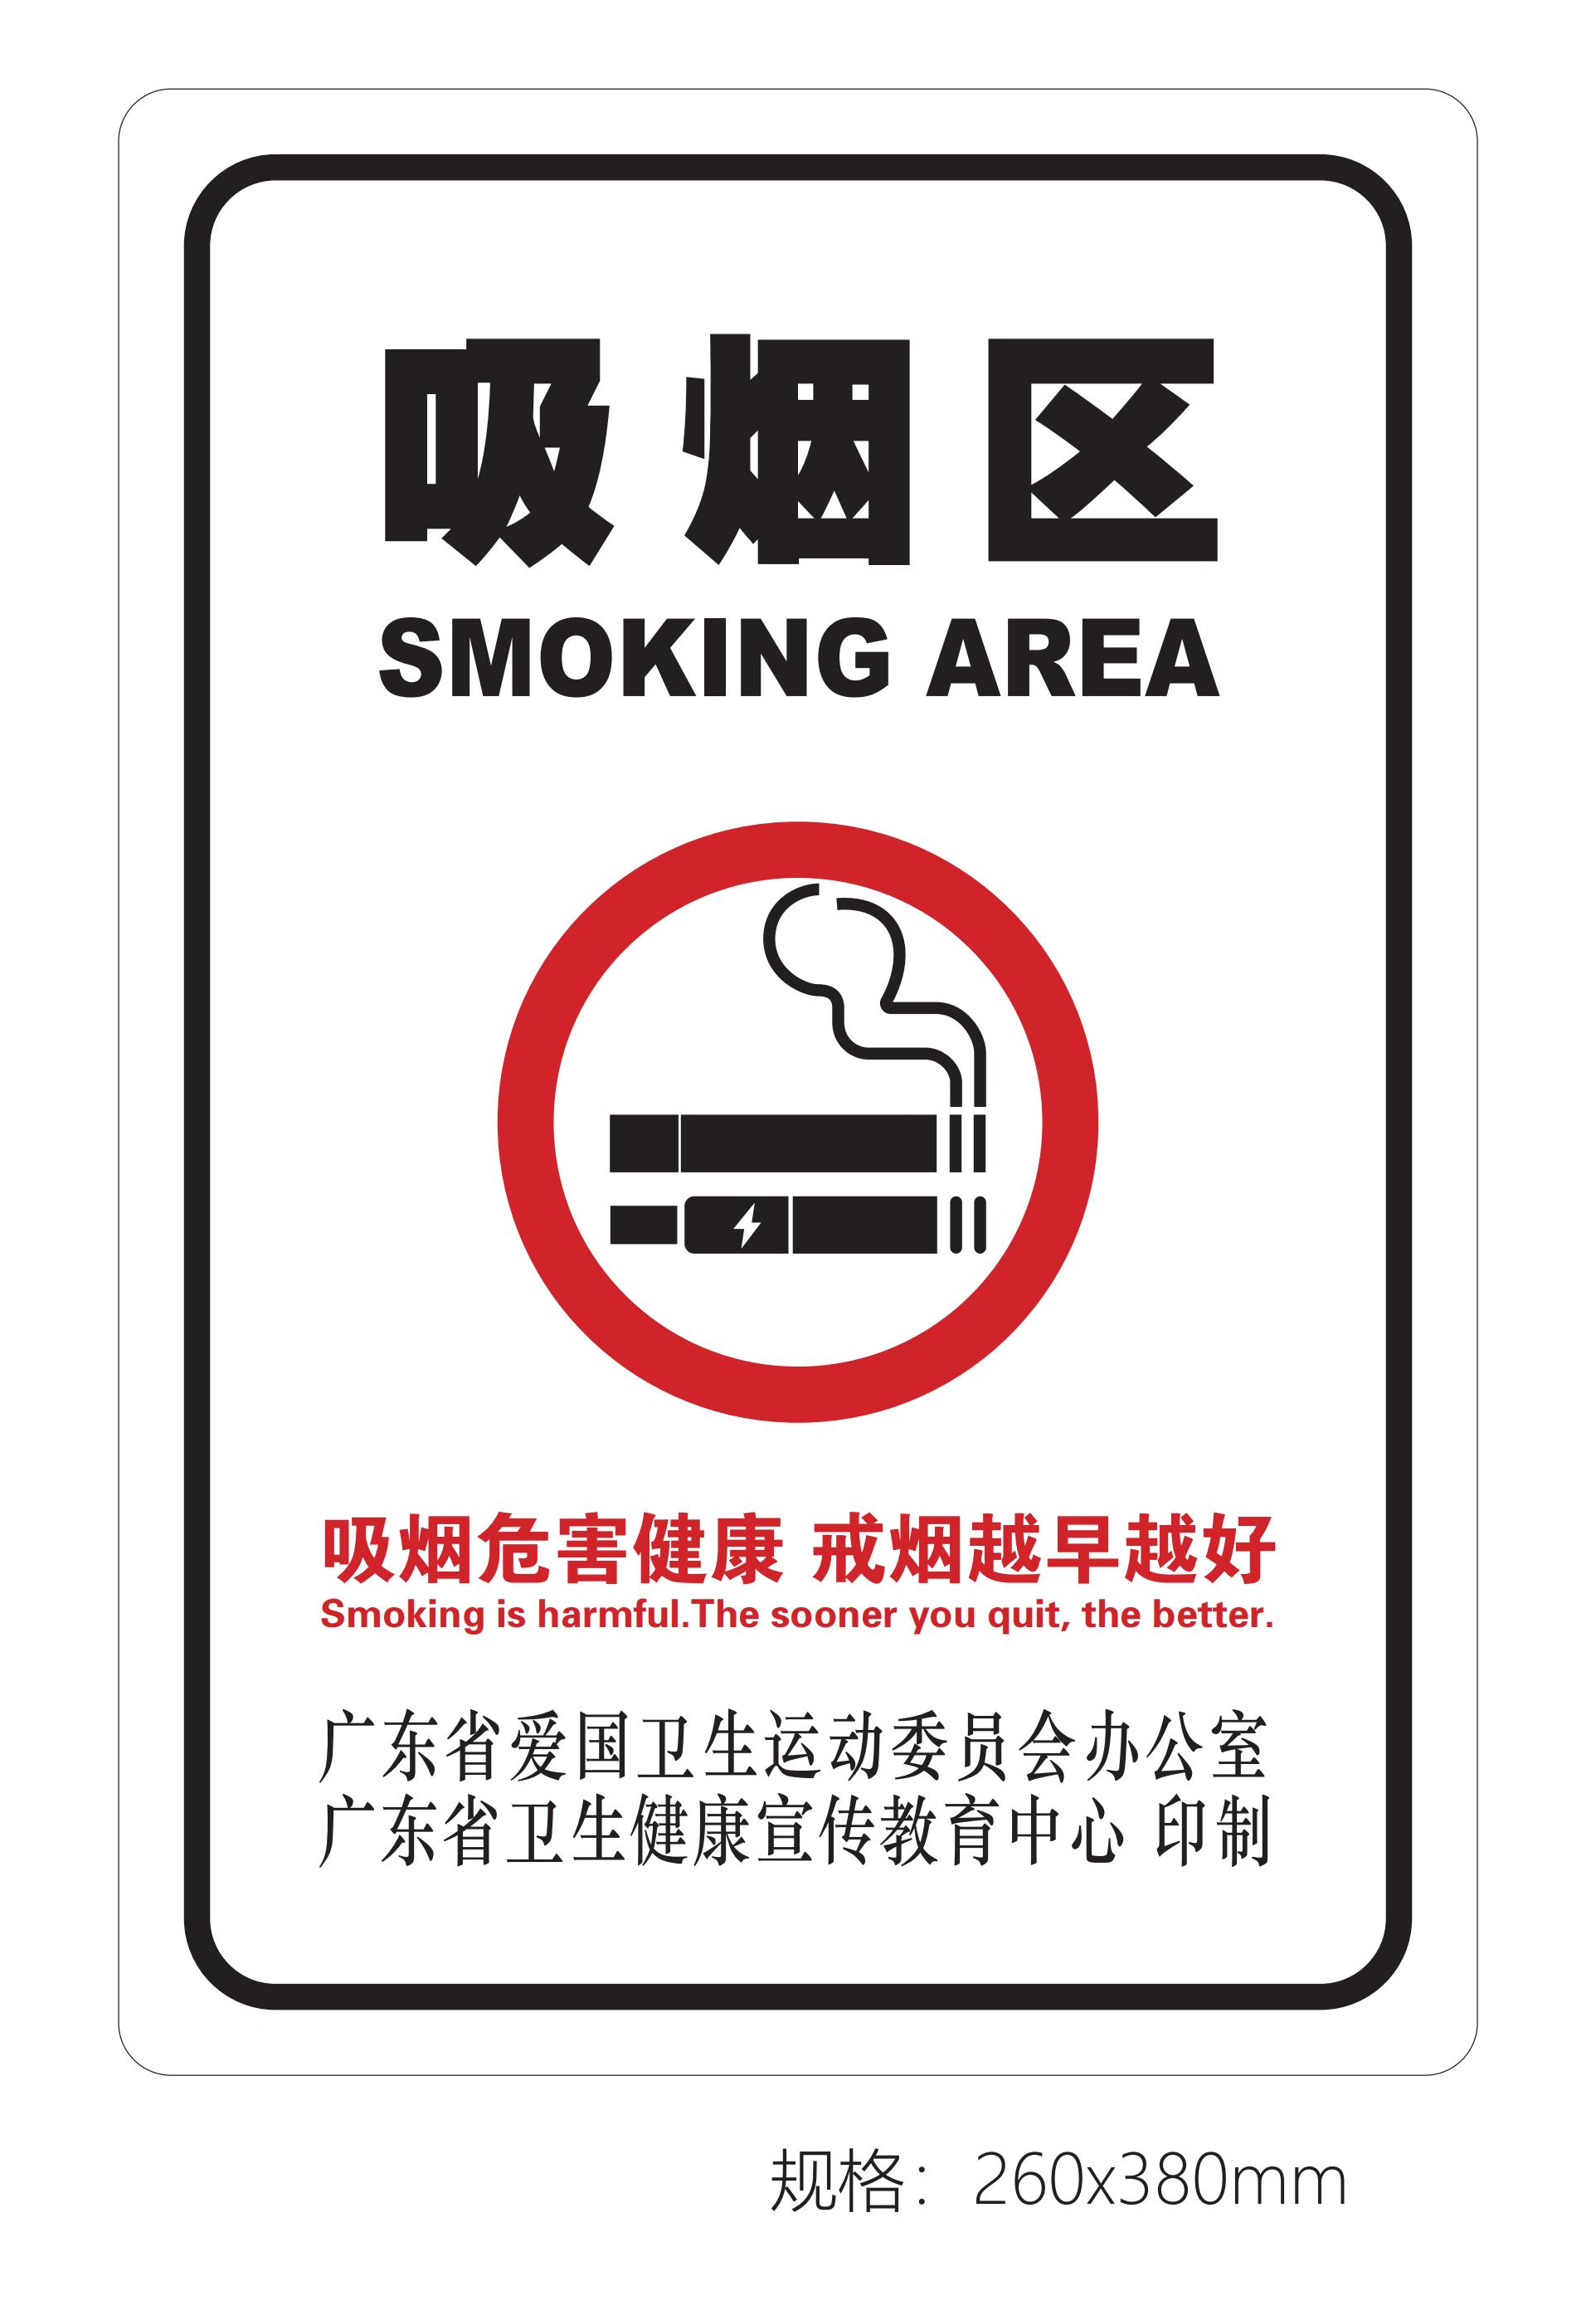 吸烟区
SMOKING AREA
吸烟危害健康 戒烟越早越好
Smoking is harmful.The sooner you quit, the better.
广东省爱国卫生运动委员会办公室
广东省卫生健康宣传教育中心 印制
规格：260x380mm